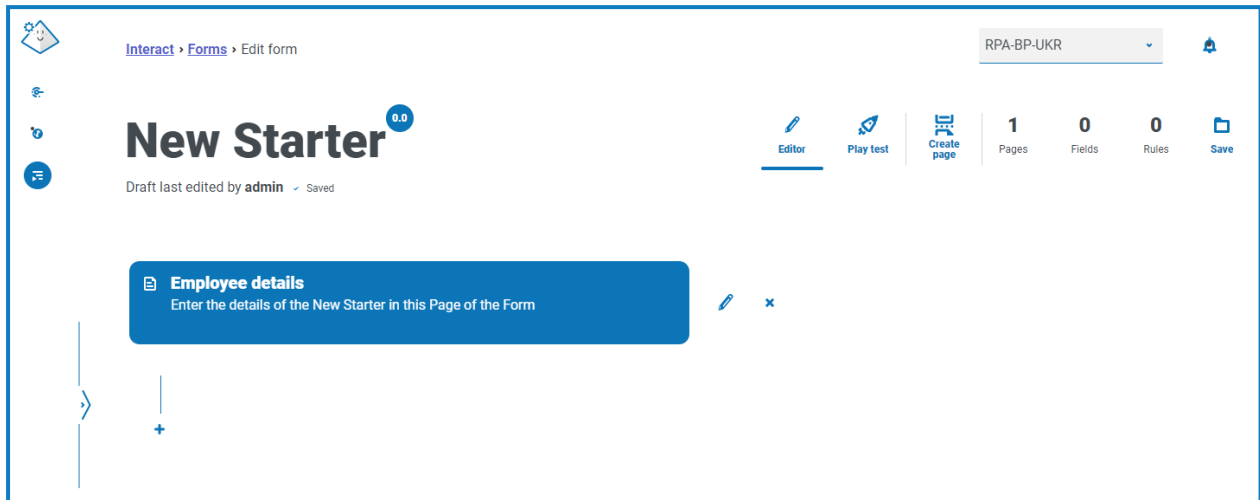 Interact › Forms › Edit form
RPA-BP-UKR
New Starter 0.0
Draft last edited by admin ✓ Saved
Editor
Play test
Create
page
1
Pages
0
Fields
0
Rules
Save
Employee details
Enter the details of the New Starter in this Page of the Form